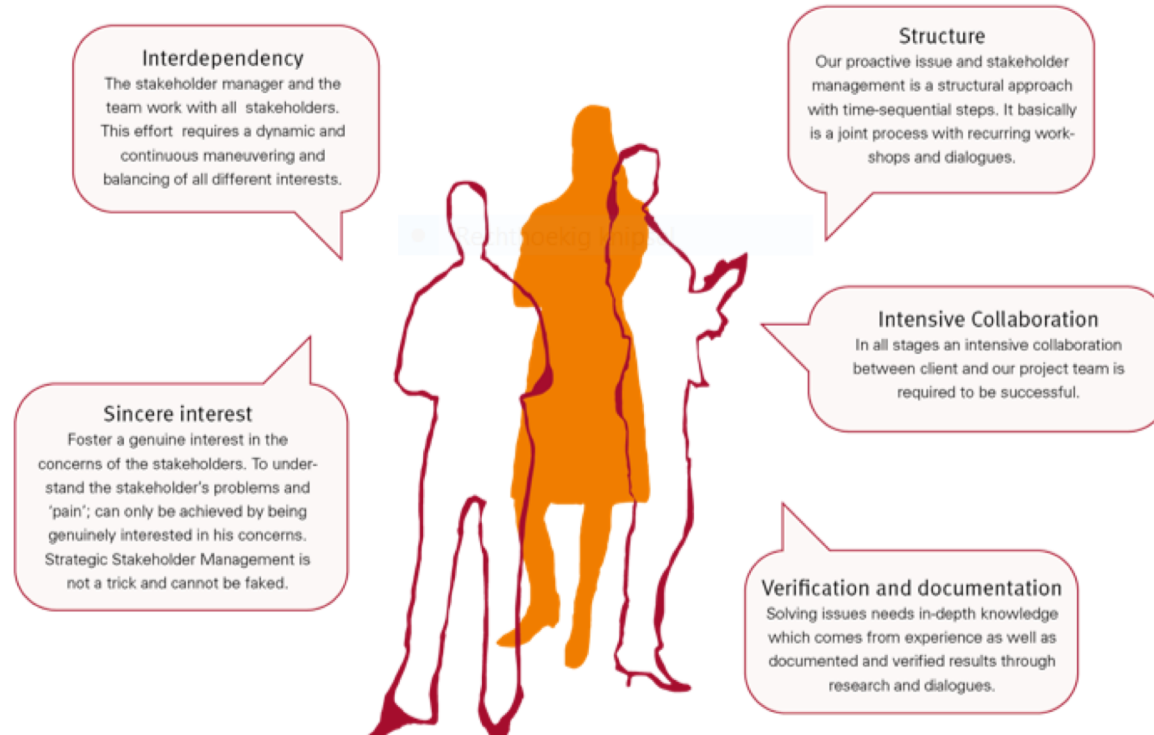 Interdependency
The stakeholder manager and the
team work with all stakeholders.
This effort requires a dynamic and
continuous maneuvering and
balancing of all different interests.
Structure
Our proactive issue and stakeholder
management is a structural approach
with time-sequential steps. It basically
is a joint process with recurring work-
shops and dialogues.
Rechthoekig knipsel
Intensive Collaboration
In all stages an intensive collaboration
between client and our project team is
required to be successful.
Sincere interest
Foster a genuine interest in the
concerns of the stakeholders. To under-
stand the stakeholder's problems and
‘pain’; can only be achieved by being
genuinely interested in his concerns.
Strategic Stakeholder Management is
not a trick and cannot be faked.
Verification and documentation
Solving issues needs in-depth knowledge
which comes from experience as well as
documented and verified results through
research and dialogues.